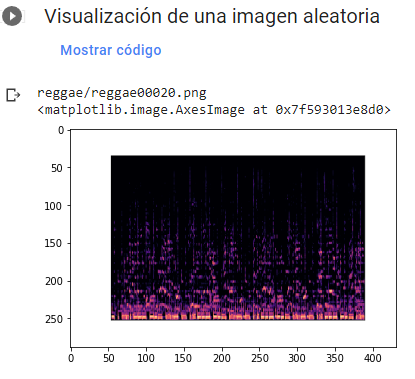 Visualización de una imagen aleatoria
Mostrar código
reggae/reggae00020.png
<matplotlib.image.AxesImage at 0x7f593013e8d0>
0
50
100
150
200
250
0 50 100 150 200 250 300 350 400